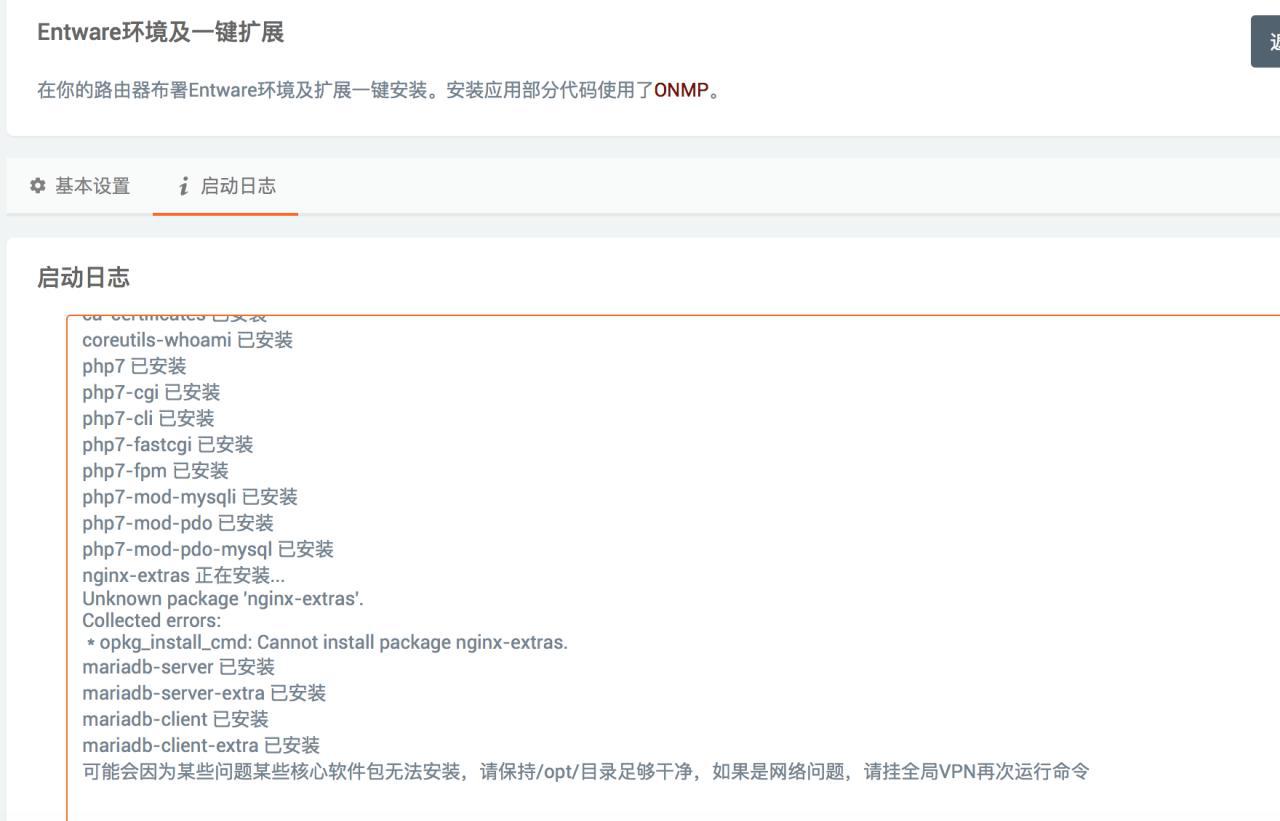 Entware环境及一键扩展
在你的路由器布署Entware环境及扩展一键安装。安装应用部分代码使用了ONMP。
基本设置
启动日志
启动日志
ca-certificates 已安装
coreutils-whoami 已安装
php7 已安装
php7-cgi 已安装
php7-cli 已安装
php7-fastcgi 已安装
php7-fpm 已安装
php7-mod-mysqli 已安装
php7-mod-pdo 已安装
php7-mod-pdo-mysql 已安装
nginx-extras 正在安装...
Unknown package 'nginx-extras'.
Collected errors:
* opkg_install_cmd: Cannot install package nginx-extras.
mariadb-server 已安装
mariadb-server-extra 已安装
mariadb-client 已安装
mariadb-client-extra 已安装
可能会因为某些问题某些核心软件包无法安装，请保持/opt/目录足够干净，如果是网络问题，请挂全局VPN再次运行命令